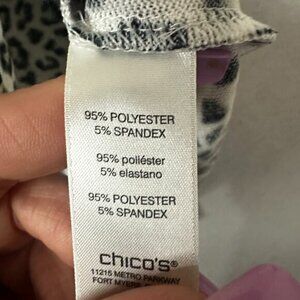 95% POLYESTER
5% SPANDEX
95% poliéster
5% elastano
95% POLYESTER
5% SPANDEX
chico's®
11215 METRO PARKWAY
FORT MYERS